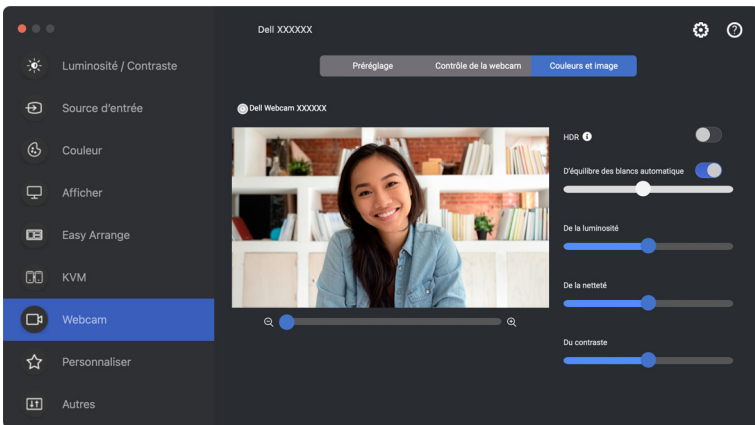 Dell XXXXXX
Luminosité / Contraste
Source d'entrée
Couleur
Afficher
Easy Arrange
KVM
Webcam
Personnaliser
Autres
Préréglage
Contrôle de la webcam
Couleurs et image
Dell Webcam XXXXXX
HDR
D'équilibre des blancs automatique
De la luminosité
De la netteté
Du contraste